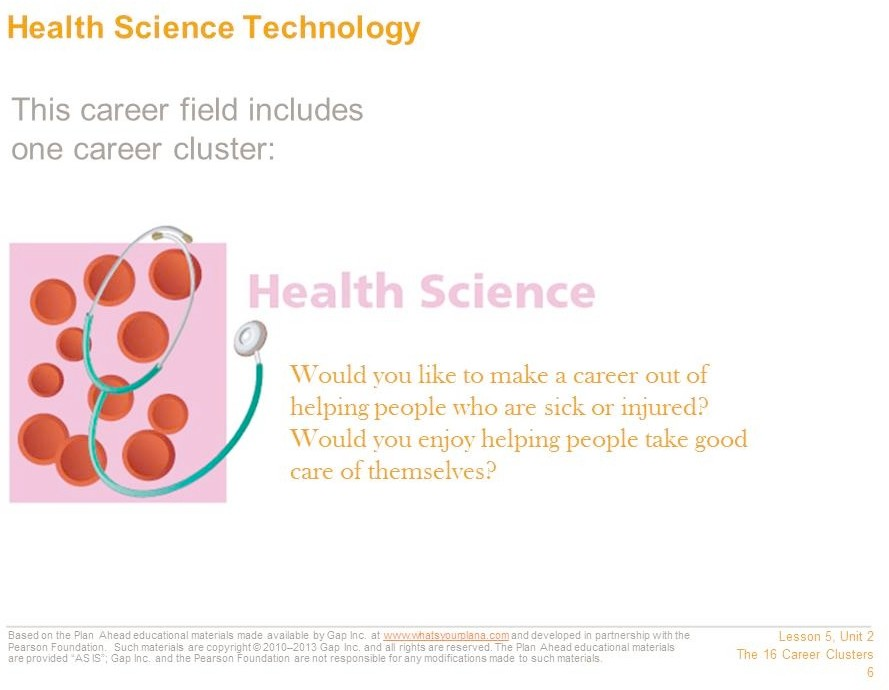 Health Science Technology
This career field includes
one career cluster:
Health Science
Would you like to make a career out of
helping people who are sick or injured?
Would you enjoy helping people take good
care of themselves?
Based on the Plan Ahead educational materials made available by Gap Inc. at www.whatsyourplana.com and developed in partnership with the
Pearson Foundation. Such materials are copyright © 2010–2013 Gap Inc. and all rights are reserved. The Plan Ahead educational materials
are provided “AS IS”; Gap Inc. and the Pearson Foundation are not responsible for any modifications made to such materials.
Lesson 5, Unit 2
The 16 Career Clusters
6